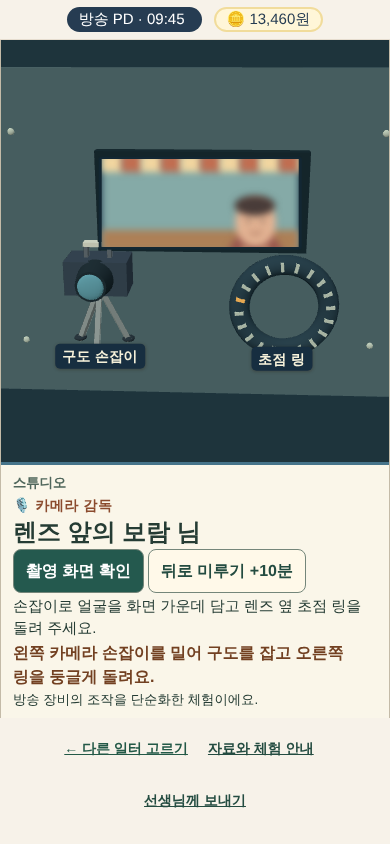 방송 PD · 09:45
🪙 13,460원
구도 손잡이
초점 링
스튜디오
🎙️ 카메라 감독
렌즈 앞의 보람 님
촬영 화면 확인
뒤로 미루기 +10분
손잡이로 얼굴을 화면 가운데 담고 렌즈 옆 초점 링을
돌려 주세요.
왼쪽 카메라 손잡이를 밀어 구도를 잡고 오른쪽
링을 둥글게 돌려요.
방송 장비의 조작을 단순화한 체험이에요.
← 다른 일터 고르기
자료와 체험 안내
선생님께 보내기